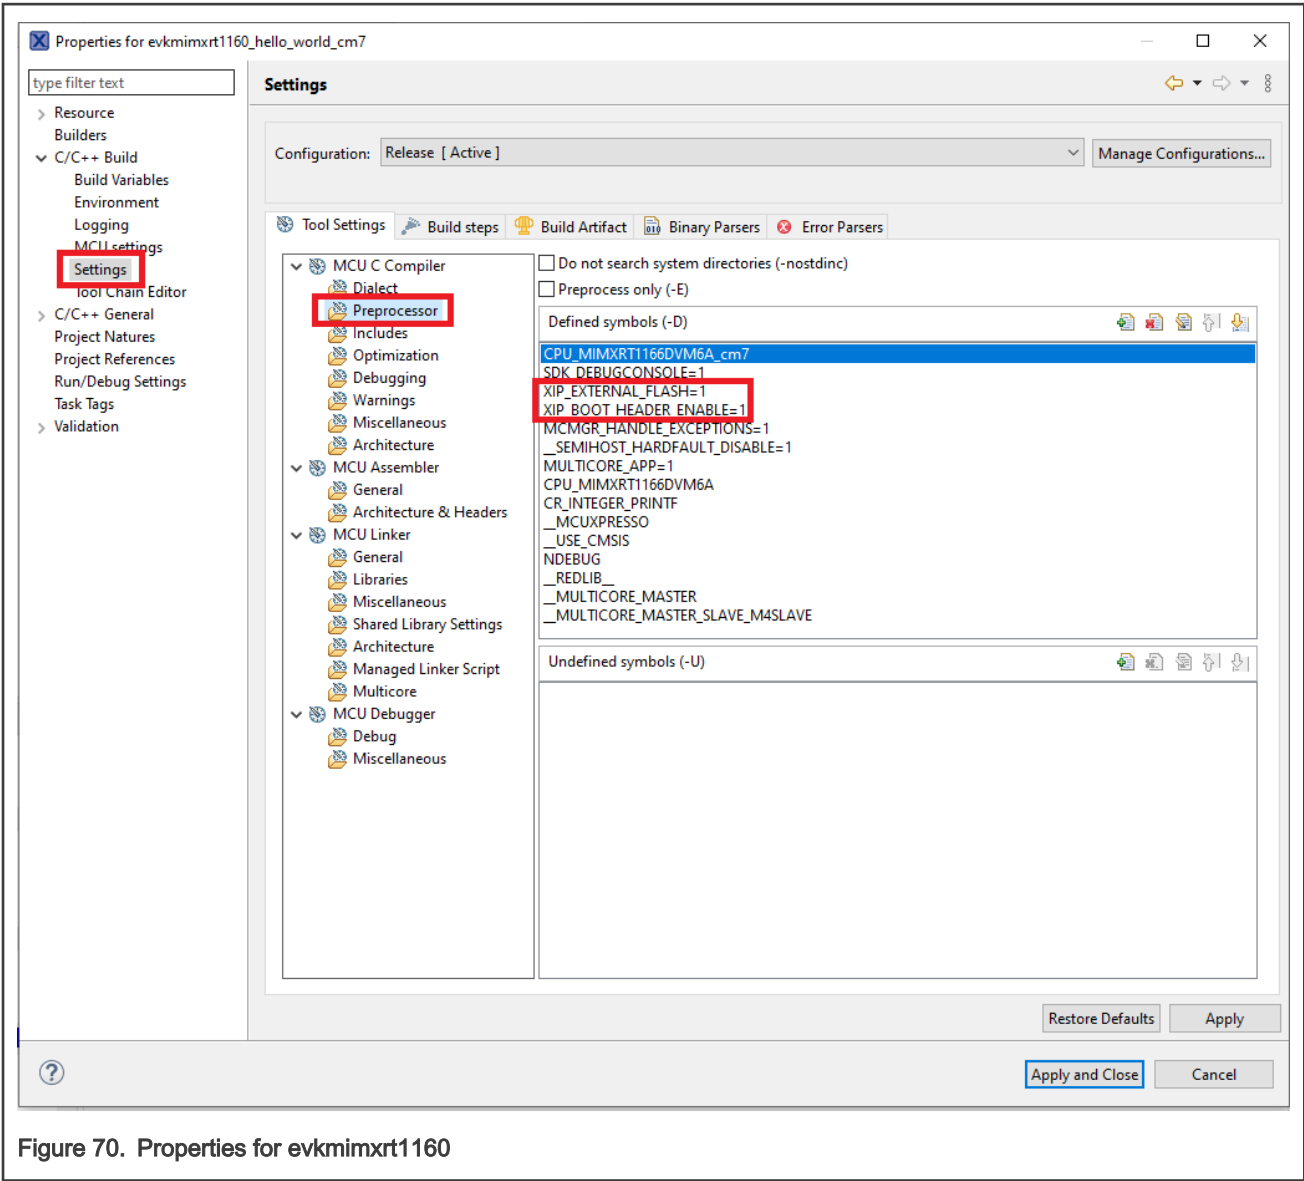 Properties for evkmimxrt1160_hello_world_cm7
type filter text
Resource
Builders
C/C++ Build
Build Variables
Environment
Logging
MCU settings
Settings
Tool Chain Editor
C/C++ General
Project Natures
Project References
Run/Debug Settings
Task Tags
Validation
Settings
Configuration: Release [ Active ]
Manage Configurations...
Tool Settings
Build steps
Build Artifact
Binary Parsers
Error Parsers
MCU C Compiler
Dialect
Preprocessor
Includes
Optimization
Debugging
Warnings
Miscellaneous
Architecture
MCU Assembler
General
Architecture & Headers
MCU Linker
General
Libraries
Miscellaneous
Shared Library Settings
Architecture
Managed Linker Script
Multicore
MCU Debugger
Debug
Miscellaneous
Do not search system directories (-nostdinc)
Preprocess only (-E)
Defined symbols (-D)
CPU_MIMXRT1166DVM6A_cm7
SDK_DEBUGCONSOLE=1
XIP_EXTERNAL_FLASH=1
XIP_BOOT_HEADER_ENABLE=1
MCMGR_HANDLE_EXCEPTIONS=1
__SEMIHOST_HARDFAULT_DISABLE=1
MULTICORE_APP=1
CPU_MIMXRT1166DVM6A
CR_INTEGER_PRINTF
__MCUXPRESSO
__USE_CMSIS
NDEBUG
__REDLIB__
__MULTICORE_MASTER
__MULTICORE_MASTER_SLAVE_M4SLAVE
Undefined symbols (-U)
Restore Defaults
Apply
Apply and Close
Cancel
Figure 70. Properties for evkmimxrt1160